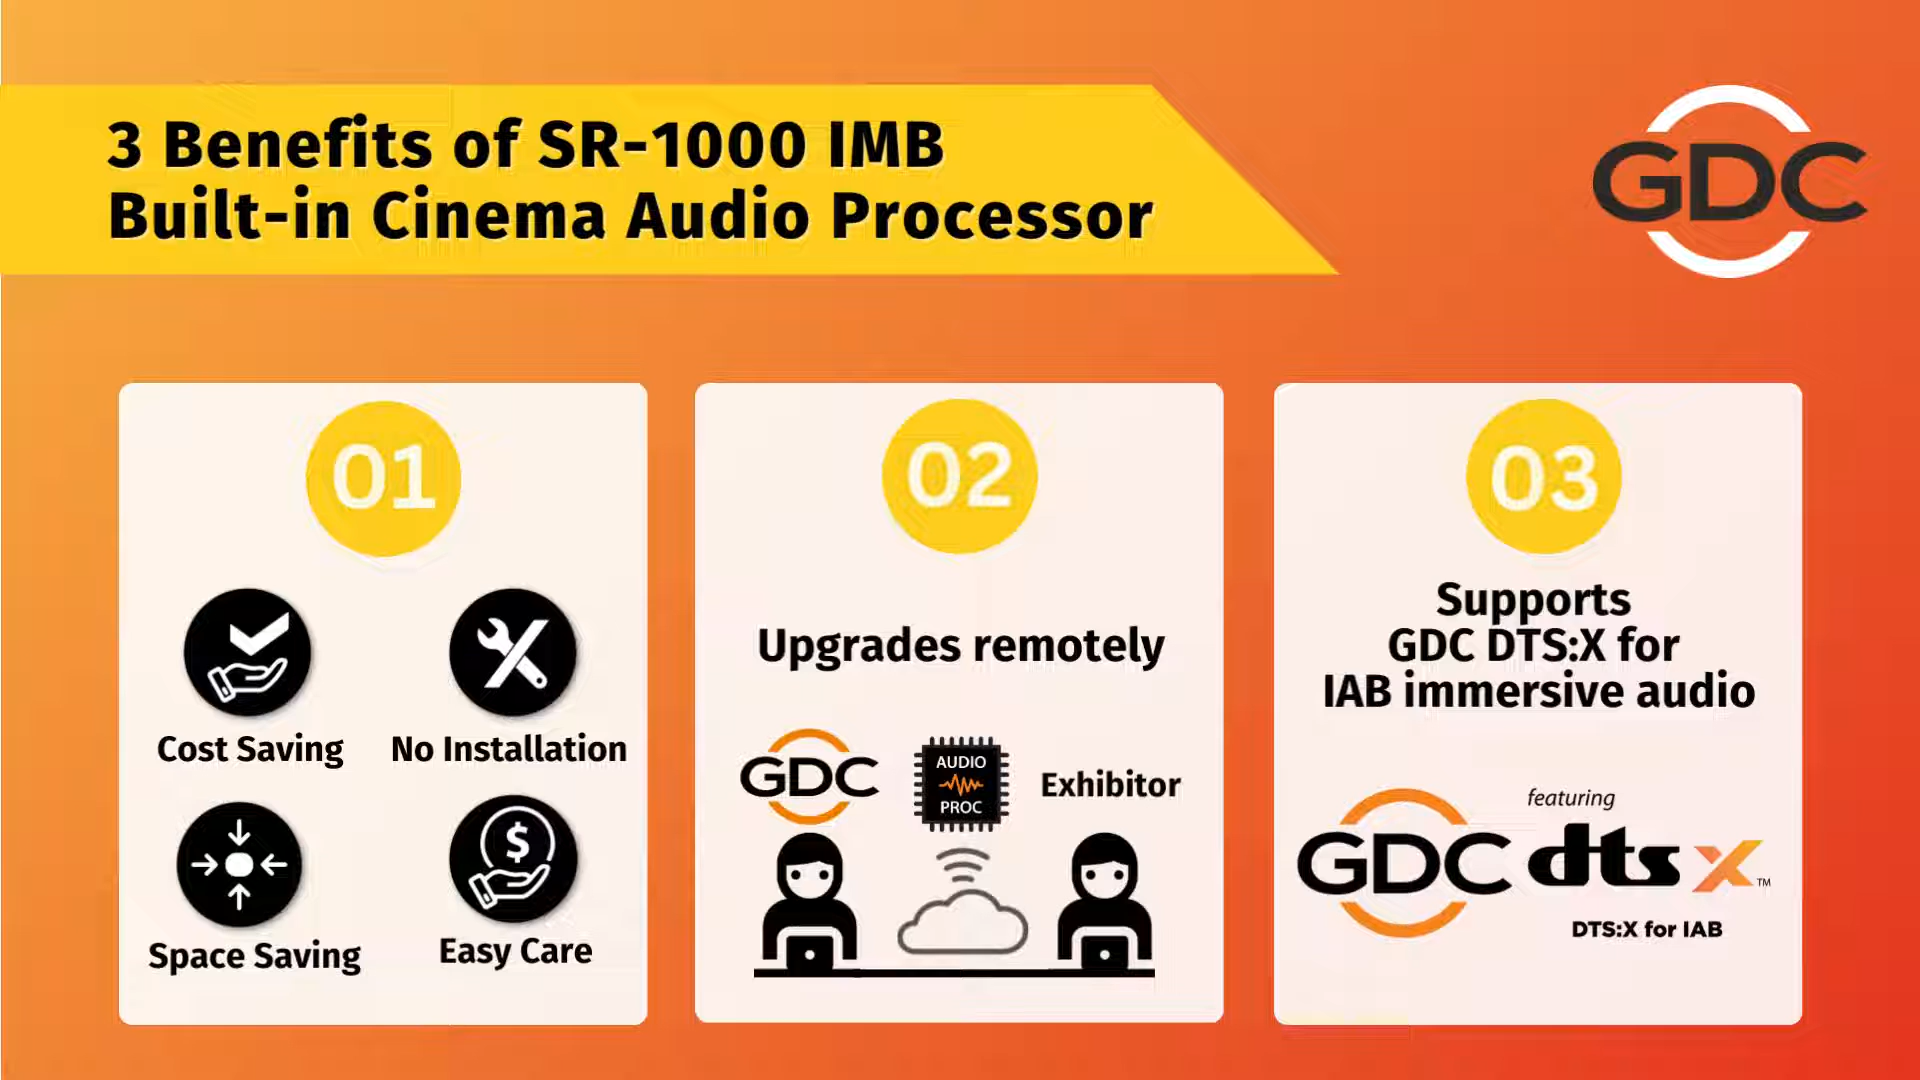 3 Benefits of SR-1000 IMB
Built-in Cinema Audio Processor
GDC
01
Cost Saving
No Installation
$
Space Saving
Easy Care
02
Upgrades remotely
GDC
AUDIO
PROC
Exhibitor
03
Supports
GDC DTS:X for
IAB immersive audio
featuring
GDC dts x™
DTS:X for IAB